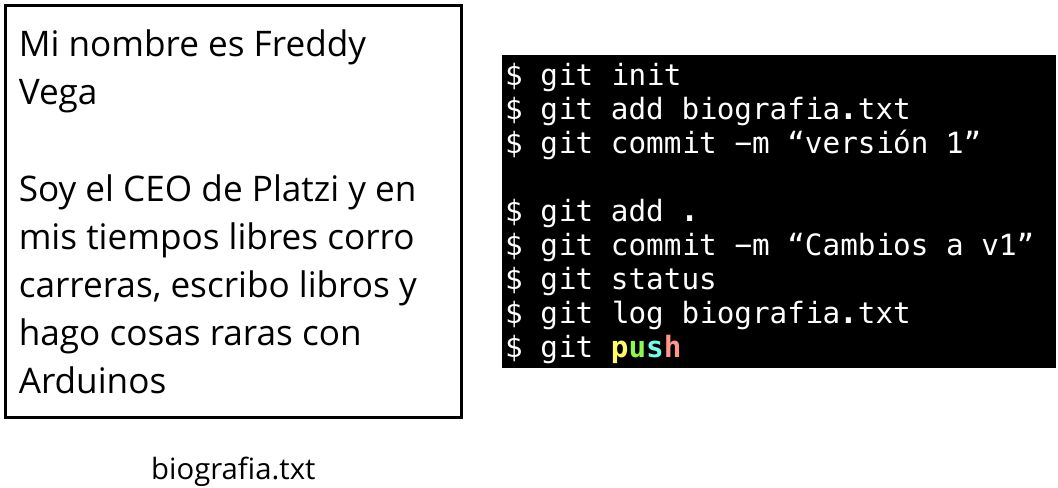 Mi nombre es Freddy
Vega
Soy el CEO de Platzi y en
mis tiempos libres corro
carreras, escribo libros y
hago cosas raras con
Arduinos
biografia.txt
$ git init
$ git add biografia.txt
$ git commit –m “versión 1”
$ git add .
$ git commit –m “Cambios a v1”
$ git status
$ git log biografia.txt
$ git push